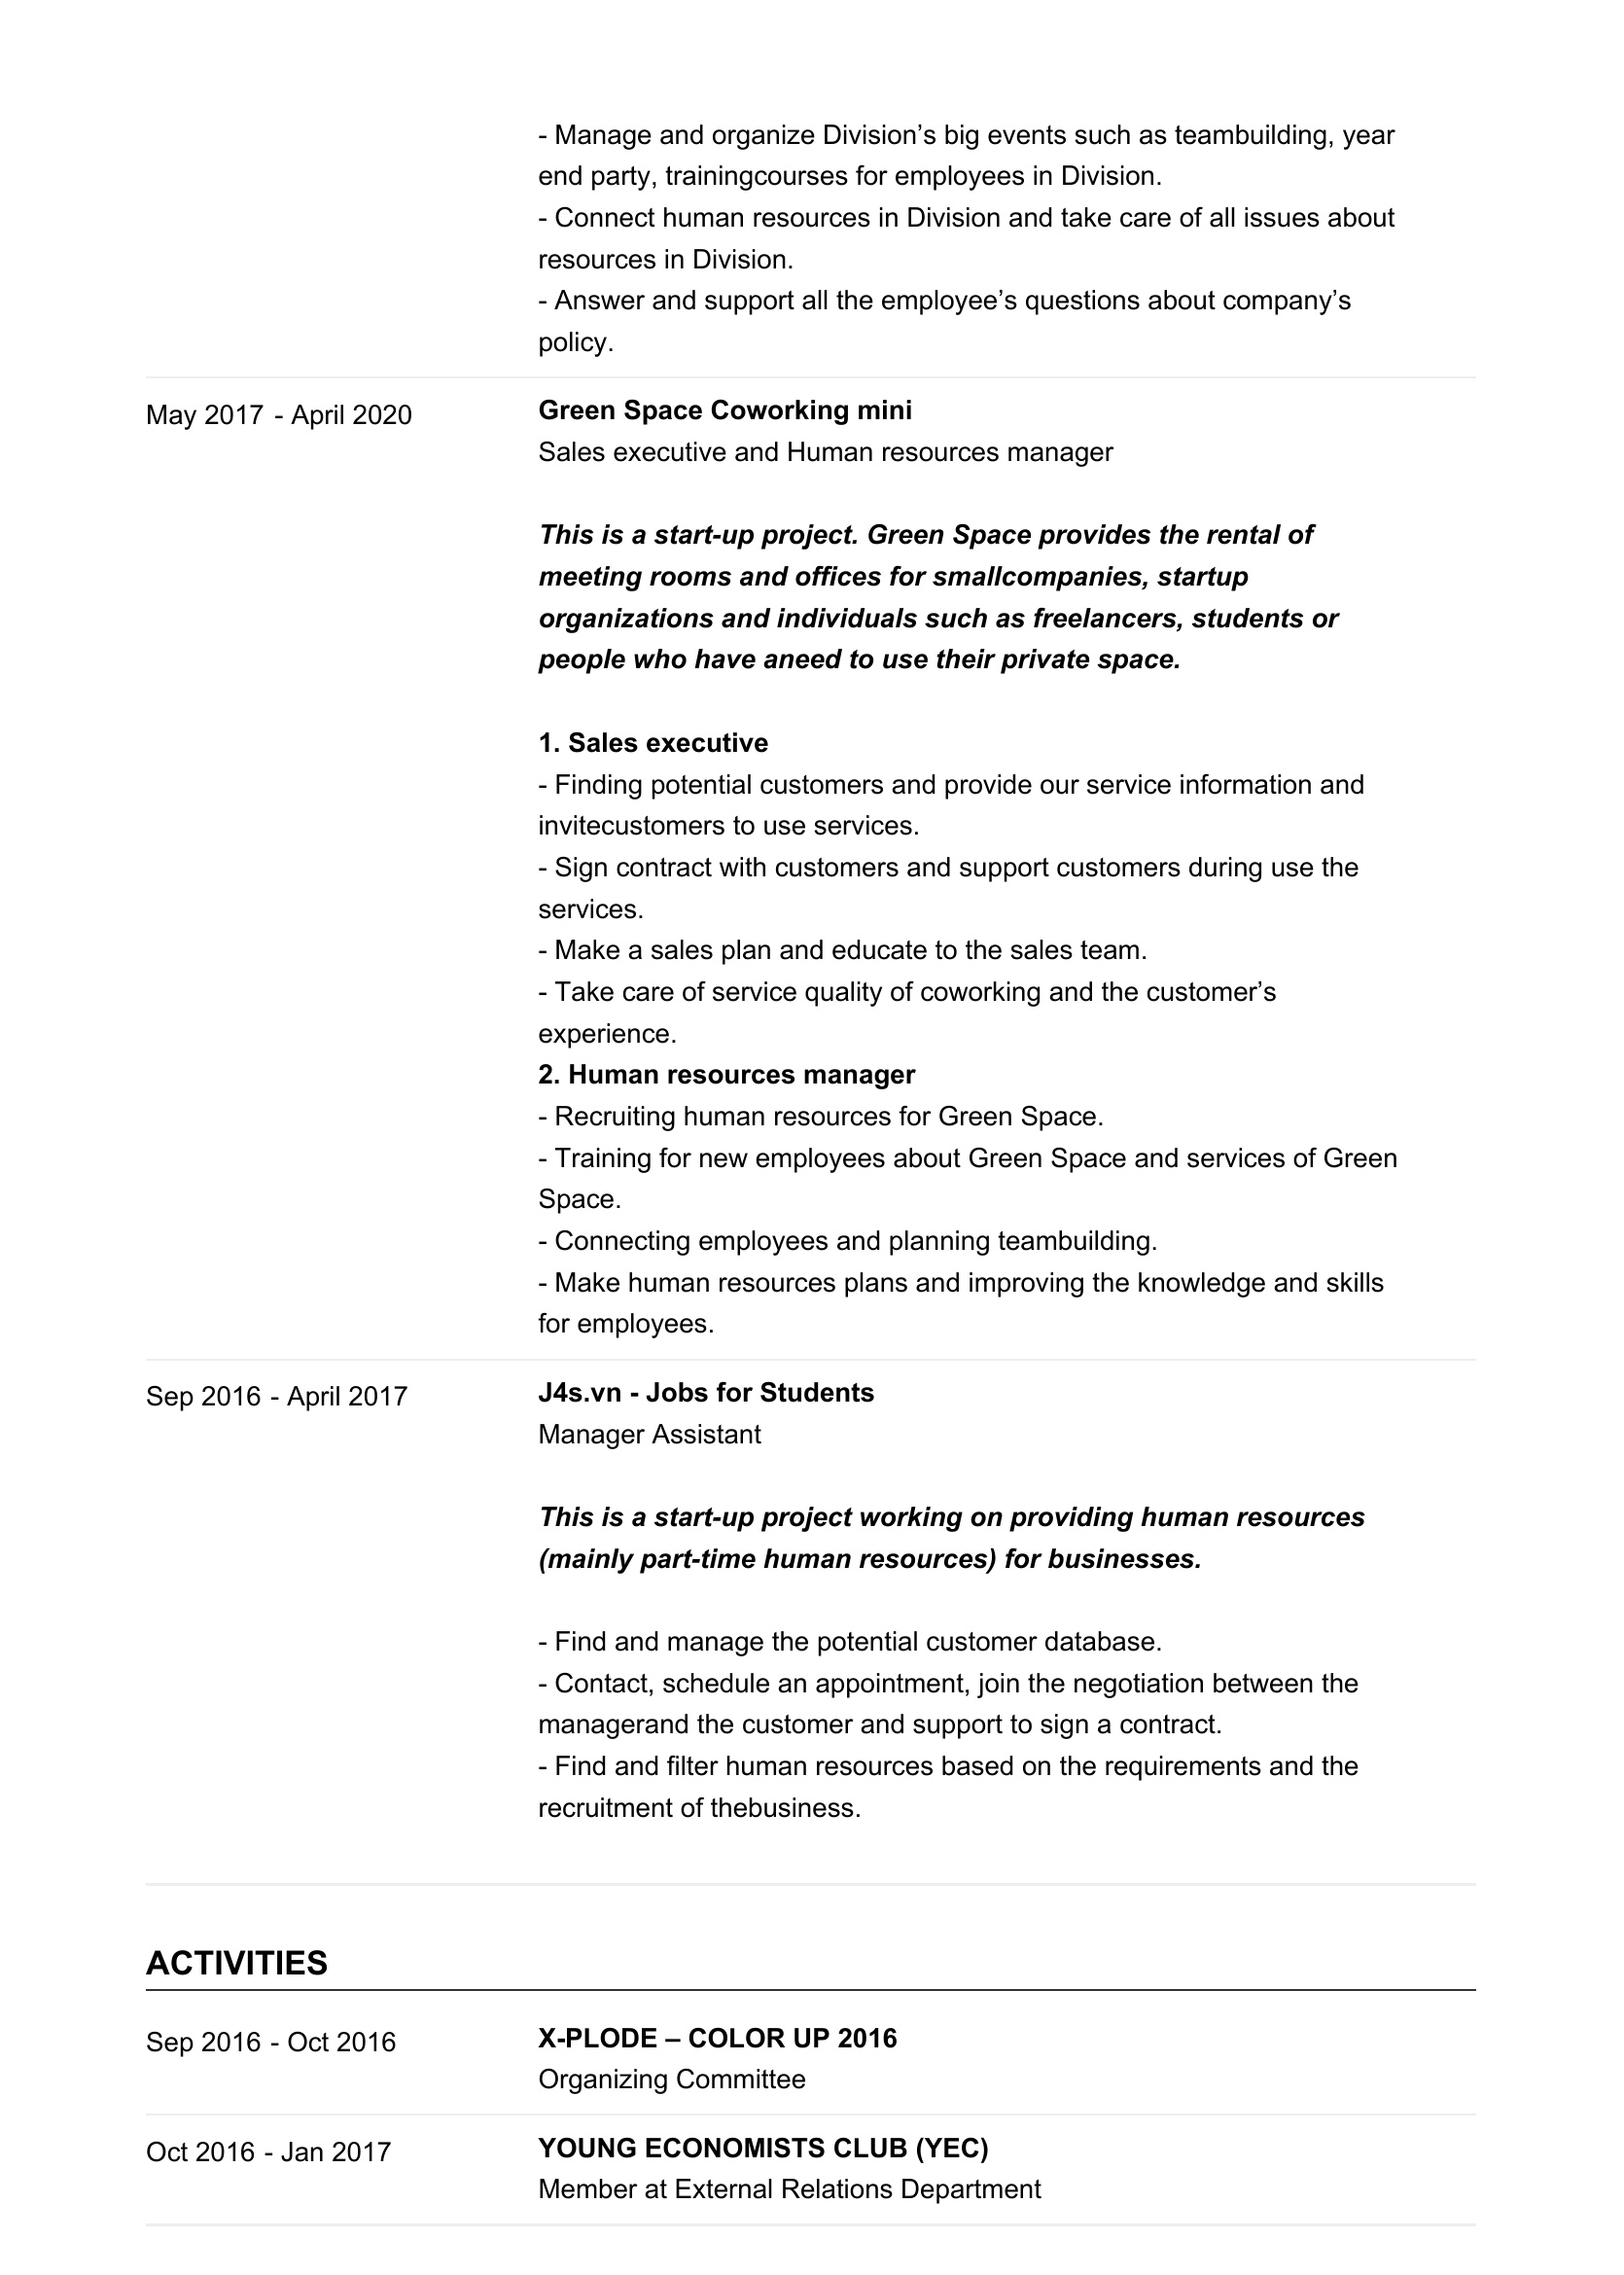 - Manage and organize Division’s big events such as teambuilding, year
end party, trainingcourses for employees in Division.
- Connect human resources in Division and take care of all issues about
resources in Division.
- Answer and support all the employee’s questions about company’s
policy.
May 2017 - April 2020
Green Space Coworking mini
Sales executive and Human resources manager
This is a start-up project. Green Space provides the rental of
meeting rooms and offices for smallcompanies, startup
organizations and individuals such as freelancers, students or
people who have aneed to use their private space.
1. Sales executive
- Finding potential customers and provide our service information and
invitecustomers to use services.
- Sign contract with customers and support customers during use the
services.
- Make a sales plan and educate to the sales team.
- Take care of service quality of coworking and the customer’s
experience.
2. Human resources manager
- Recruiting human resources for Green Space.
- Training for new employees about Green Space and services of Green
Space.
- Connecting employees and planning teambuilding.
- Make human resources plans and improving the knowledge and skills
for employees.
Sep 2016 - April 2017
J4s.vn - Jobs for Students
Manager Assistant
This is a start-up project working on providing human resources
(mainly part-time human resources) for businesses.
- Find and manage the potential customer database.
- Contact, schedule an appointment, join the negotiation between the
managerand the customer and support to sign a contract.
- Find and filter human resources based on the requirements and the
recruitment of thebusiness.
ACTIVITIES
Sep 2016 - Oct 2016
X-PLODE – COLOR UP 2016
Organizing Committee
Oct 2016 - Jan 2017
YOUNG ECONOMISTS CLUB (YEC)
Member at External Relations Department